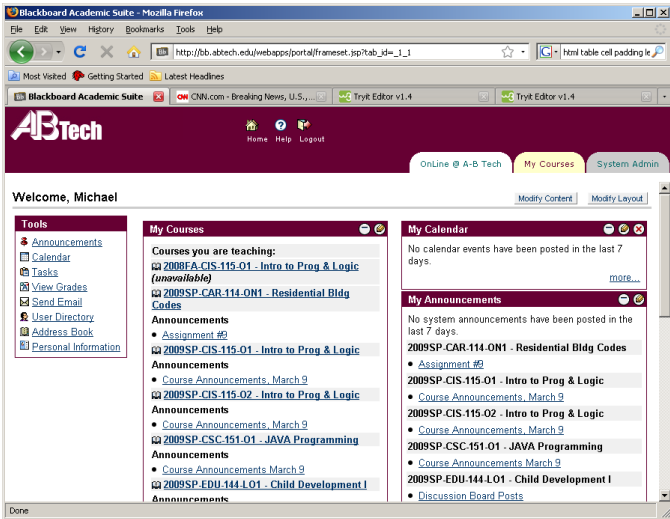 Blackboard Academic Suite - Mozilla Firefox
File Edit View History Bookmarks Tools Help
http://bb.abtech.edu/webapps/portal/frameset.jsp?tab_id=_1_1
html table cell padding le
Most Visited Getting Started Latest Headlines
Blackboard Academic Suite
CNN.com - Breaking News, U.S.,...
Tryit Editor v1.4
Tryit Editor v1.4
ABTech
Home Help Logout
OnLine @ A-B Tech
My Courses
System Admin
Welcome, Michael
Modify Content
Modify Layout
Tools
Announcements
Calendar
Tasks
View Grades
Send Email
User Directory
Address Book
Personal Information
My Courses
Courses you are teaching:
2008FA-CIS-115-O1 - Intro to Prog & Logic
(unavailable)
2009SP-CAR-114-ON1 - Residential Bldg
Codes
Announcements
Assignment #9
2009SP-CIS-115-O1 - Intro to Prog & Logic
Announcements
Course Announcements, March 9
2009SP-CIS-115-O2 - Intro to Prog & Logic
Announcements
Course Announcements, March 9
2009SP-CSC-151-O1 - JAVA Programming
Announcements
Course Announcements March 9
2009SP-EDU-144-LO1 - Child Development I
Announcements
My Calendar
No calendar events have been posted in the last 7
days.
more...
My Announcements
No system announcements have been posted in the
last 7 days.
2009SP-CAR-114-ON1 - Residential Bldg Codes
Assignment #9
2009SP-CIS-115-O1 - Intro to Prog & Logic
Course Announcements, March 9
2009SP-CIS-115-O2 - Intro to Prog & Logic
Course Announcements, March 9
2009SP-CSC-151-O1 - JAVA Programming
Course Announcements March 9
2009SP-EDU-144-LO1 - Child Development I
Discussion Board Posts
Done